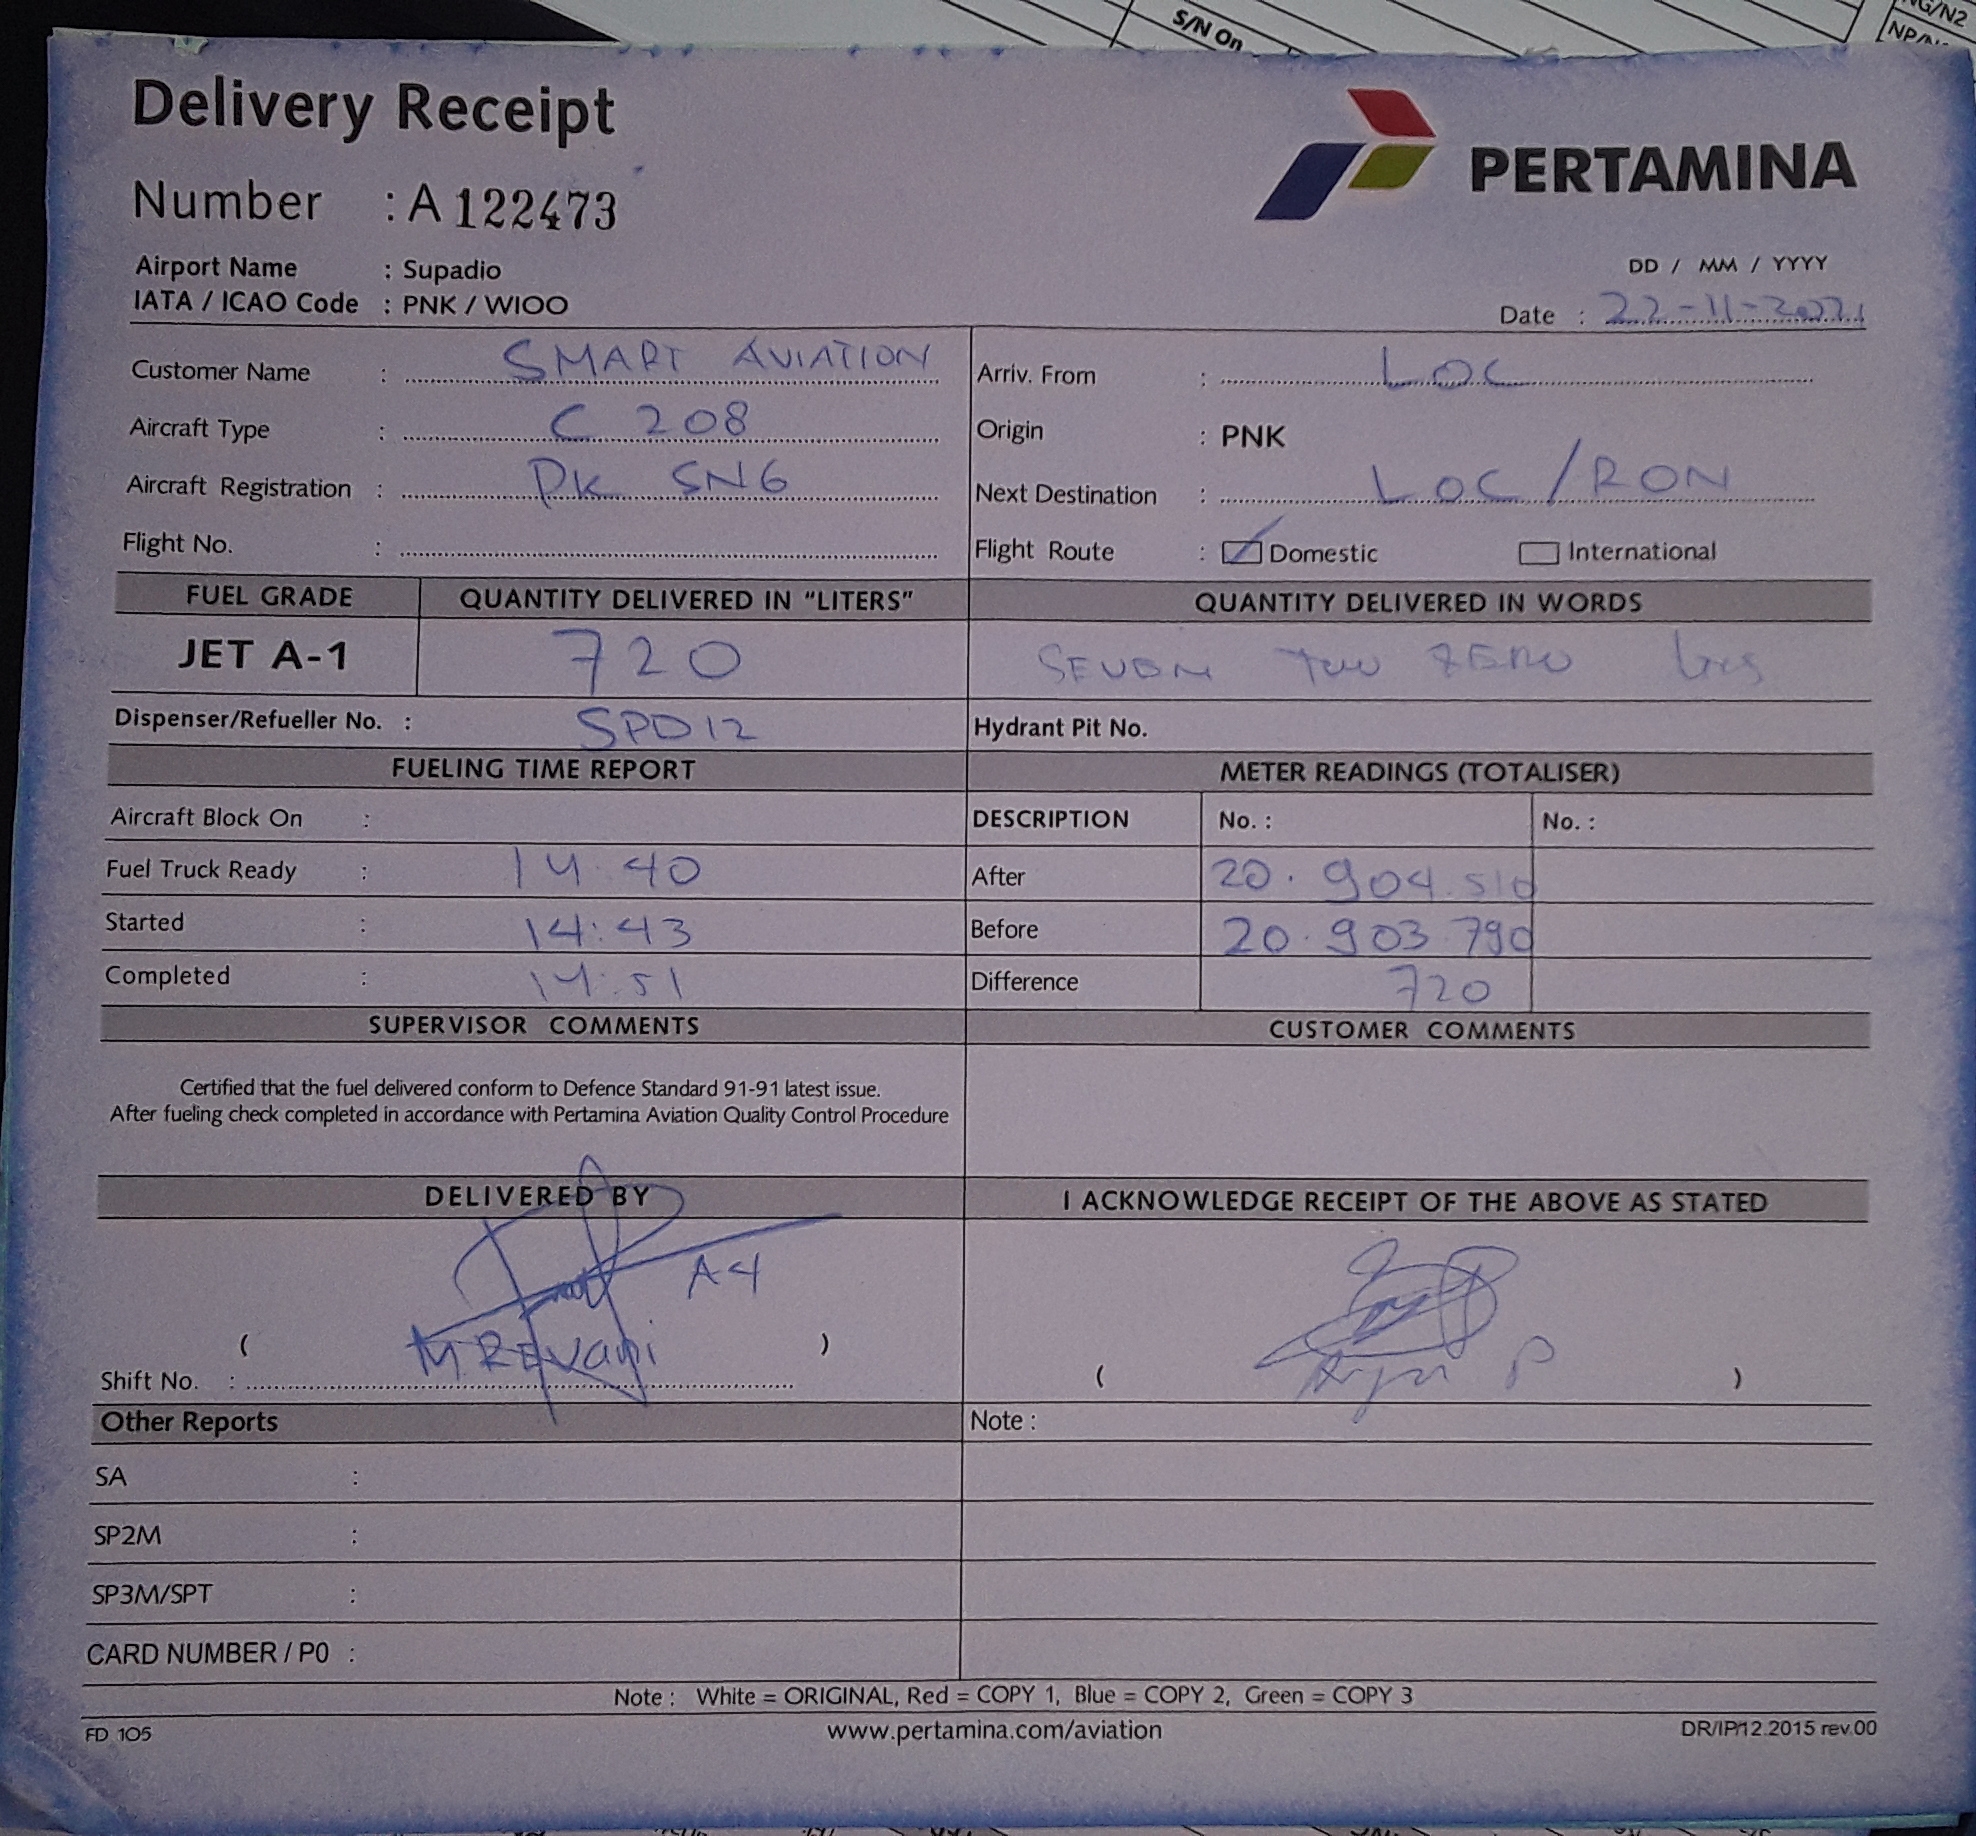 S/N On
NG/N2
Delivery Receipt
PERTAMINA
Number : A 122473
Airport Name : Supadio
IATA / ICAO Code : PNK / WIOO
DD / MM / YYYY
Date : 22-11-2021
Customer Name : SMART AVIATION
Arriv. From : LOC
Aircraft Type : C 208
Origin : PNK
Aircraft Registration : PK SNG
Next Destination : LOC/RON
Flight No. :
Flight Route : Domestic International
FUEL GRADE QUANTITY DELIVERED IN "LITERS" QUANTITY DELIVERED IN WORDS
JET A-1 720 SEVEN TWO ZERO Ltrs
Dispenser/Refueller No. : SPD12 Hydrant Pit No.
FUELING TIME REPORT METER READINGS (TOTALISER)
Aircraft Block On : DESCRIPTION No. : No. :
Fuel Truck Ready : 14:40 After 20.904.510
Started : 14:43 Before 20.903.790
Completed : 14:51 Difference 720
SUPERVISOR COMMENTS CUSTOMER COMMENTS
Certified that the fuel delivered conform to Defence Standard 91-91 latest issue.
After fueling check completed in accordance with Pertamina Aviation Quality Control Procedure
DELIVERED BY I ACKNOWLEDGE RECEIPT OF THE ABOVE AS STATED
A4
( M. )
Shift No. : ( P )
Other Reports Note :
SA :
SP2M :
SP3M/SPT :
CARD NUMBER / P0 :
Note : White = ORIGINAL, Red = COPY 1, Blue = COPY 2, Green = COPY 3
FD 105 www.pertamina.com/aviation DR/IP/12.2015 rev.00